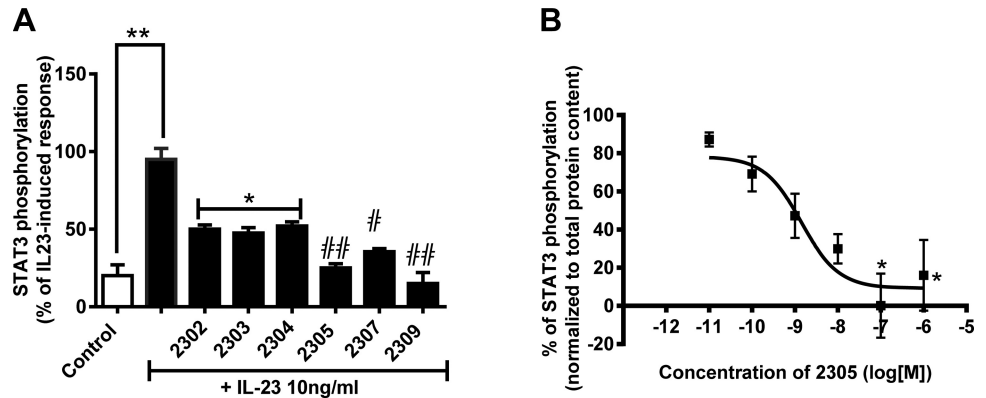 A
**
STAT3 phosphorylation
(% of IL23-induced response)
150
100
50
0
*
##
#
##
Control
2302
2303
2304
2305
2307
2309
+ IL-23 10ng/ml
B
% of STAT3 phosphorylation
(normalized to total protein content)
100
80
60
40
20
0
-20
*
*
-12 -11 -10 -9 -8 -7 -6 -5
Concentration of 2305 (log[M])